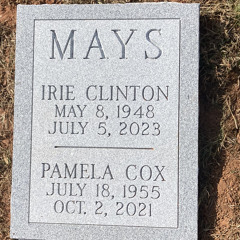 MAYS
IRIE CLINTON
MAY 8, 1948
JULY 5, 2023
PAMELA COX
JULY 18, 1955
OCT. 2, 2021